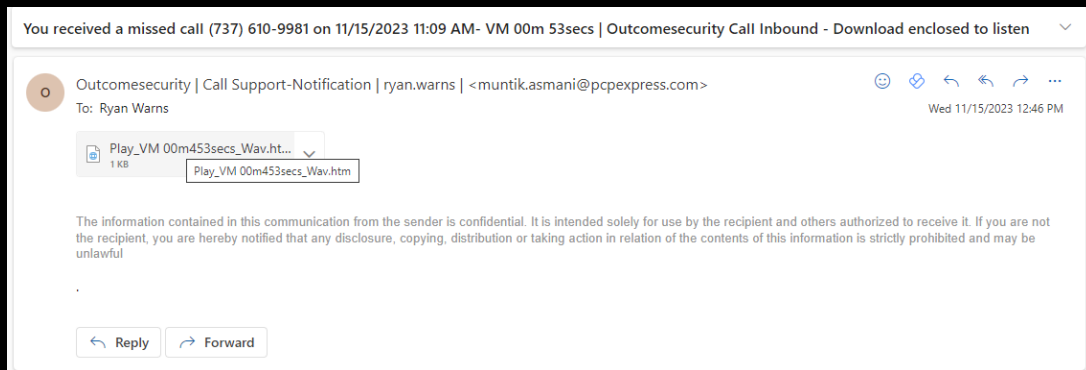 You received a missed call (737) 610-9981 on 11/15/2023 11:09 AM- VM 00m 53secs | Outcomesecurity Call Inbound - Download enclosed to listen
O
Outcomesecurity | Call Support-Notification | ryan.warns | <muntik.asmani@pcpexpress.com>
To: Ryan Warns
Wed 11/15/2023 12:46 PM
Play_VM 00m453secs_Wav.ht...
1 KB
Play_VM 00m453secs_Wav.htm
The information contained in this communication from the sender is confidential. It is intended solely for use by the recipient and others authorized to receive it. If you are not
the recipient, you are hereby notified that any disclosure, copying, distribution or taking action in relation of the contents of this information is strictly prohibited and may be
unlawful
.
Reply
Forward